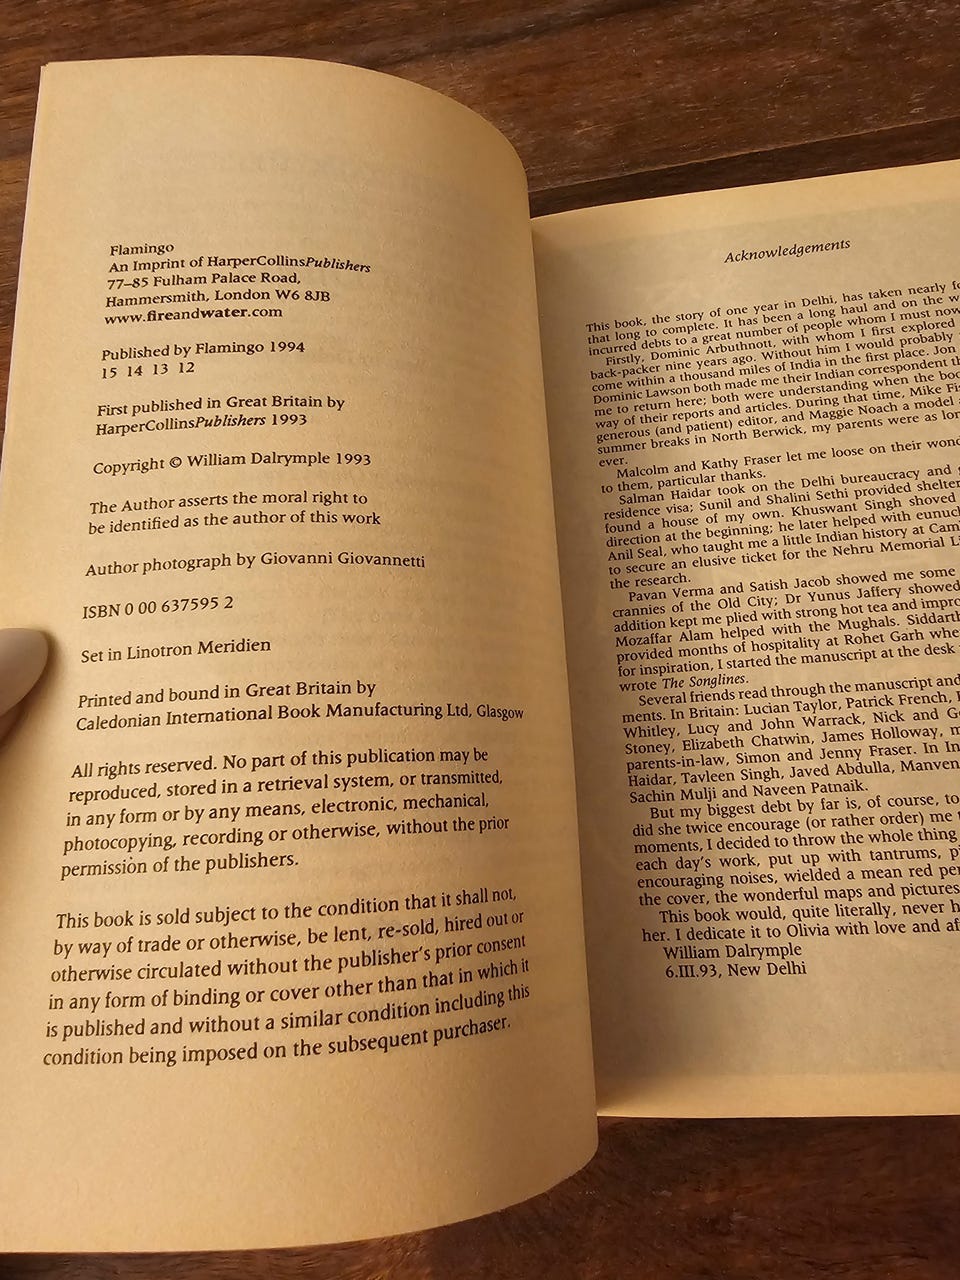 Flamingo
An Imprint of HarperCollinsPublishers
77–85 Fulham Palace Road,
Hammersmith, London W6 8JB
www.fireandwater.com
Published by Flamingo 1994
15 14 13 12
First published in Great Britain by
HarperCollinsPublishers 1993
Copyright © William Dalrymple 1993
The Author asserts the moral right to
be identified as the author of this work
Author photograph by Giovanni Giovannetti
ISBN 0 00 637595 2
Set in Linotron Meridien
Printed and bound in Great Britain by
Caledonian International Book Manufacturing Ltd, Glasgow
All rights reserved. No part of this publication may be
reproduced, stored in a retrieval system, or transmitted,
in any form or by any means, electronic, mechanical,
photocopying, recording or otherwise, without the prior
permission of the publishers.
This book is sold subject to the condition that it shall not,
by way of trade or otherwise, be lent, re-sold, hired out or
otherwise circulated without the publisher's prior consent
in any form of binding or cover other than that in which it
is published and without a similar condition including this
condition being imposed on the subsequent purchaser.
Acknowledgements
This book, the story of one year in Delhi, has taken nearly
that long to complete. It has been a long haul and on the
incurred debts to a great number of people whom I must now
Firstly, Dominic Arbuthnott, with whom I first explored
back-packer nine years ago. Without him I would probably
come within a thousand miles of India in the first place. Jon
Dominic Lawson both made me their Indian correspondent
me to return here; both were understanding when the
way of their reports and articles. During that time, Mike
generous (and patient) editor, and Maggie Noach a model
summer breaks in North Berwick, my parents were as
ever.
Malcolm and Kathy Fraser let me loose on their
to them, particular thanks.
Salman Haidar took on the Delhi bureaucracy and
residence visa; Sunil and Shalini Sethi provided shelter
found a house of my own. Khuswant Singh shoved
direction at the beginning; he later helped with
Anil Seal, who taught me a little Indian history at
to secure an elusive ticket for the Nehru Memorial
the research.
Pavan Verma and Satish Jacob showed me some
crannies of the Old City; Dr Yunus Jaffery showed
addition kept me plied with strong hot tea and
Mozaffar Alam helped with the Mughals.
provided months of hospitality at Rohet Garh
for inspiration, I started the manuscript at the desk
wrote The Songlines.
Several friends read through the manuscript and
ments. In Britain: Lucian Taylor, Patrick French,
Whitley, Lucy and John Warrack, Nick and
Stoney, Elizabeth Chatwin, James Holloway,
parents-in-law, Simon and Jenny Fraser. In
Haidar, Tavleen Singh, Javed Abdulla,
Sachin Mulji and Naveen Patnaik.
But my biggest debt by far is, of course, to
did she twice encourage (or rather order) me
moments, I decided to throw the whole thing
each day's work, put up with tantrums,
encouraging noises, wielded a mean red
the cover, the wonderful maps and pictures
This book would, quite literally, never
her. I dedicate it to Olivia with love and
William Dalrymple
6.III.93, New Delhi